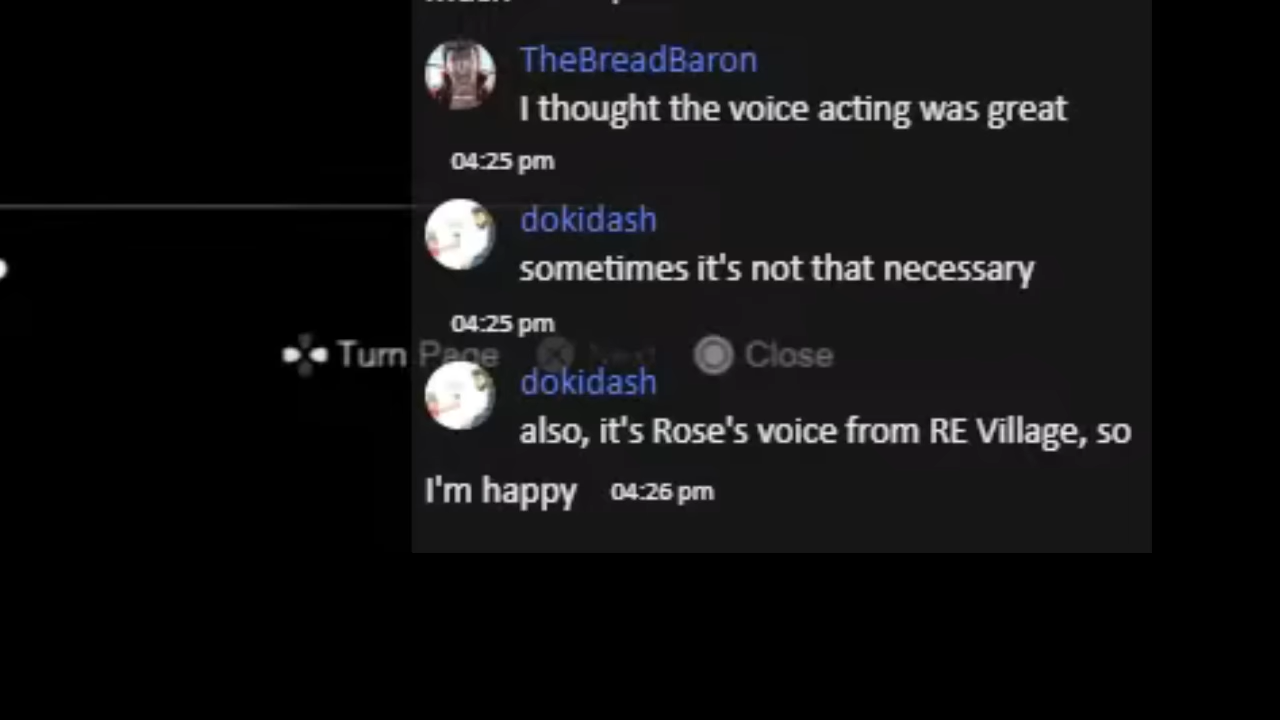 TheBreadBaron
I thought the voice acting was great
04:25 pm
dokidash
sometimes it's not that necessary
04:25 pm
Turn Page Next Close
dokidash
also, it's Rose's voice from RE Village, so
I'm happy 04:26 pm